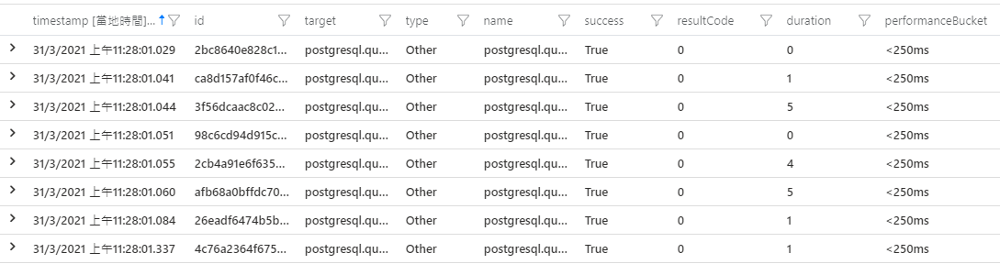 timestamp [當地時間]... id target type name success resultCode duration performanceBucket
31/3/2021 上午11:28:01.029 2bc8640e828c1... postgresql.qu... Other postgresql.qu... True 0 0 <250ms
31/3/2021 上午11:28:01.041 ca8d157af0f46c... postgresql.qu... Other postgresql.qu... True 0 1 <250ms
31/3/2021 上午11:28:01.044 3f56dcaac8c02... postgresql.qu... Other postgresql.qu... True 0 5 <250ms
31/3/2021 上午11:28:01.051 98c6cd94d915c... postgresql.qu... Other postgresql.qu... True 0 0 <250ms
31/3/2021 上午11:28:01.055 2cb4a91e6f635... postgresql.qu... Other postgresql.qu... True 0 4 <250ms
31/3/2021 上午11:28:01.060 afb68a0bffdc70... postgresql.qu... Other postgresql.qu... True 0 5 <250ms
31/3/2021 上午11:28:01.084 26eadf6474b5b... postgresql.qu... Other postgresql.qu... True 0 1 <250ms
31/3/2021 上午11:28:01.337 4c76a2364f675... postgresql.qu... Other postgresql.qu... True 0 1 <250ms